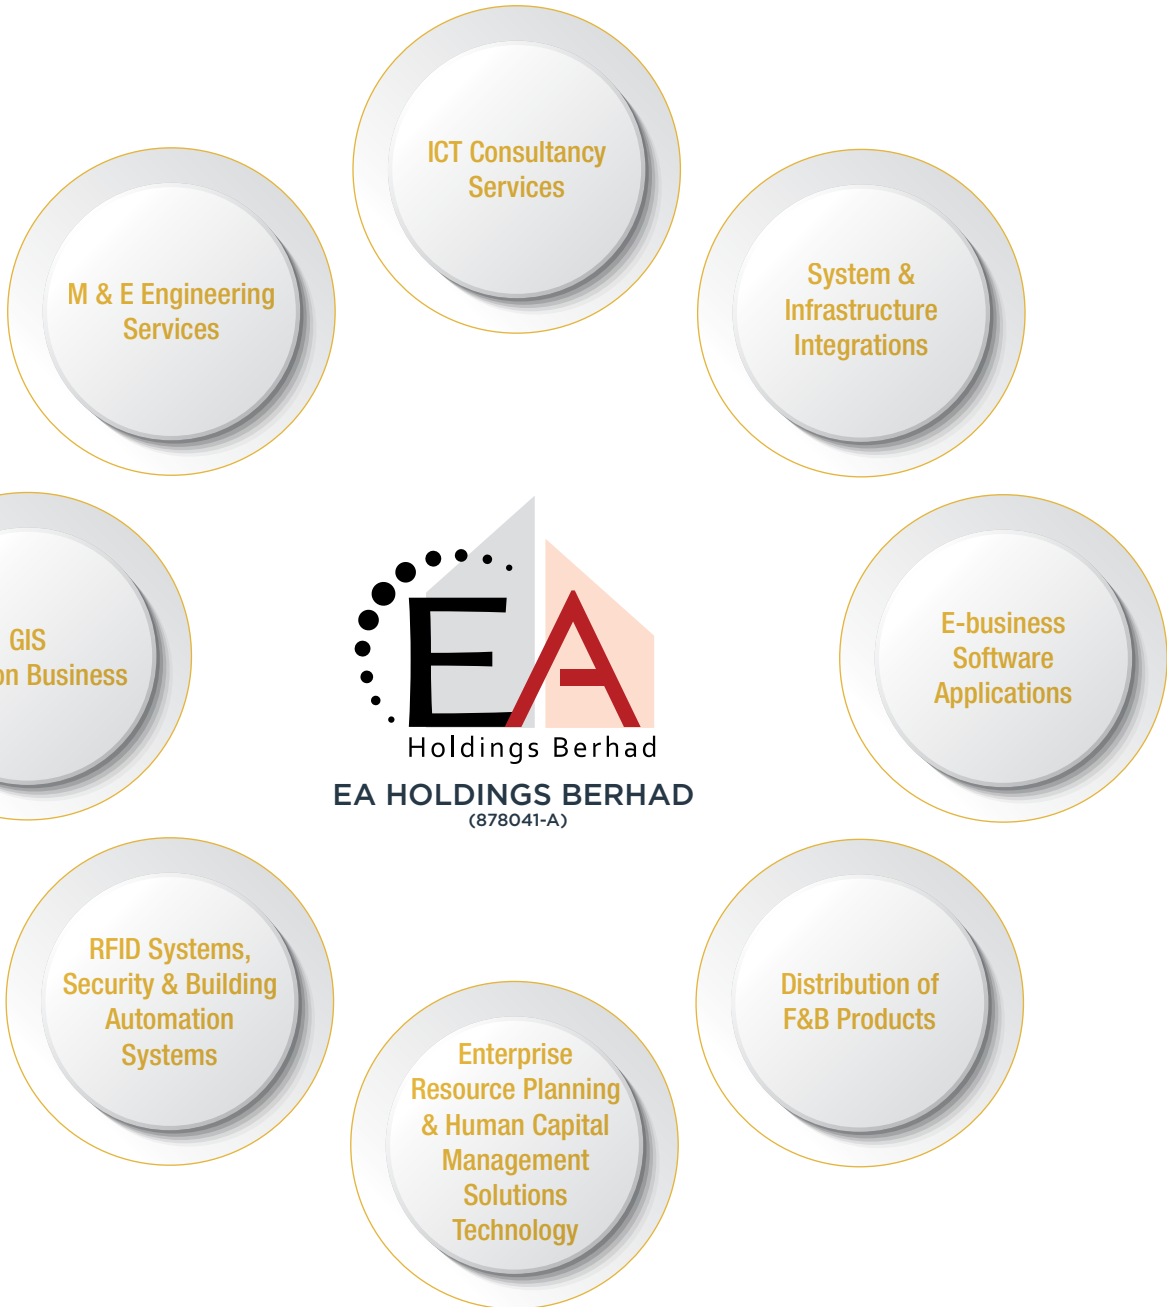 ICT Consultancy
Services
M & E Engineering
Services
System &
Infrastructure
Integrations
EA
Holdings Berhad
EA HOLDINGS BERHAD
(878041-A)
GIS
Business
E-business
Software
Applications
RFID Systems,
Security & Building
Automation
Systems
Distribution of
F&B Products
Enterprise
Resource Planning
& Human Capital
Management
Solutions
Technology